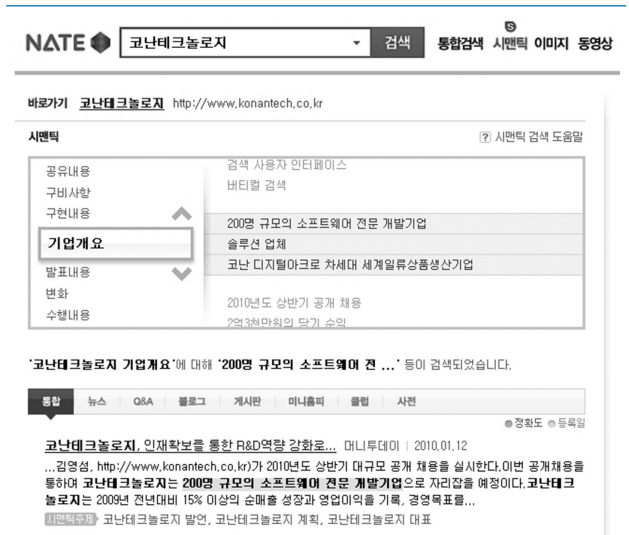 NATE 코난테크놀로지 검색 통합검색 시맨틱 이미지 동영상
S
바로가기 코난테크놀로지 http://www.konantech.co.kr
시맨틱 ? 시맨틱 검색 도움말
공유내용
구비사항
구현내용
기업개요
발표내용
변화
수행내용
검색 사용자 인터페이스
버티컬 검색
200명 규모의 소프트웨어 전문 개발기업
솔루션 업체
코난 디지털아크로 차세대 세계일류상품생산기업
2010년도 상반기 공개 채용
2억3천만원의 당기 수익
'코난테크놀로지 기업개요'에 대해 '200명 규모의 소프트웨어 전 ...' 등이 검색되었습니다.
통합 뉴스 Q&A 블로그 게시판 미니홈피 클럽 사전
정확도 등록일
코난테크놀로지, 인재확보를 통한 R&D역량 강화로... 머니투데이 | 2010.01.12
...김영섬, http://www.konantech.co.kr)가 2010년도 상반기 대규모 공개 채용을 실시한다.이번 공개채용을
통하여 코난테크놀로지는 200명 규모의 소프트웨어 전문 개발기업으로 자리잡을 예정이다.코난테크
놀로지는 2009년 전년대비 15% 이상의 순매출 성장과 영업이익을 기록, 경영목표를...
시맨틱주제 코난테크놀로지 발언, 코난테크놀로지 계획, 코난테크놀로지 대표